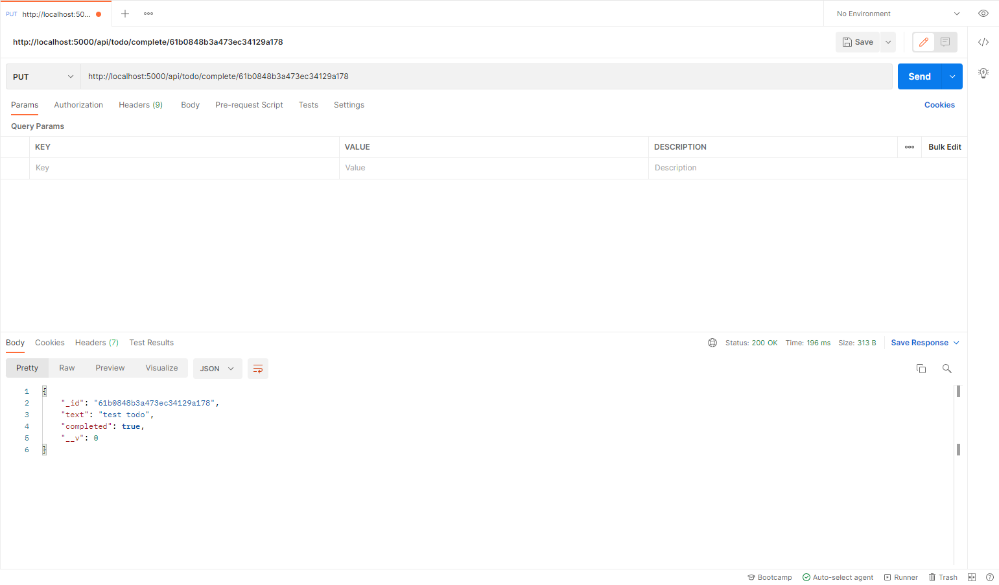 PUT http://localhost:50...
No Environment
http://localhost:5000/api/todo/complete/61b0848b3a473ec34129a178
Save
PUT http://localhost:5000/api/todo/complete/61b0848b3a473ec34129a178 Send
Params Authorization Headers (9) Body Pre-request Script Tests Settings Cookies
Query Params
KEY VALUE DESCRIPTION Bulk Edit
Key Value Description
Body Cookies Headers (7) Test Results Status: 200 OK Time: 196 ms Size: 313 B Save Response
Pretty Raw Preview Visualize JSON
1 {
2 "_id": "61b0848b3a473ec34129a178",
3 "text": "test todo",
4 "completed": true,
5 "__v": 0
6 }
Bootcamp Auto-select agent Runner Trash